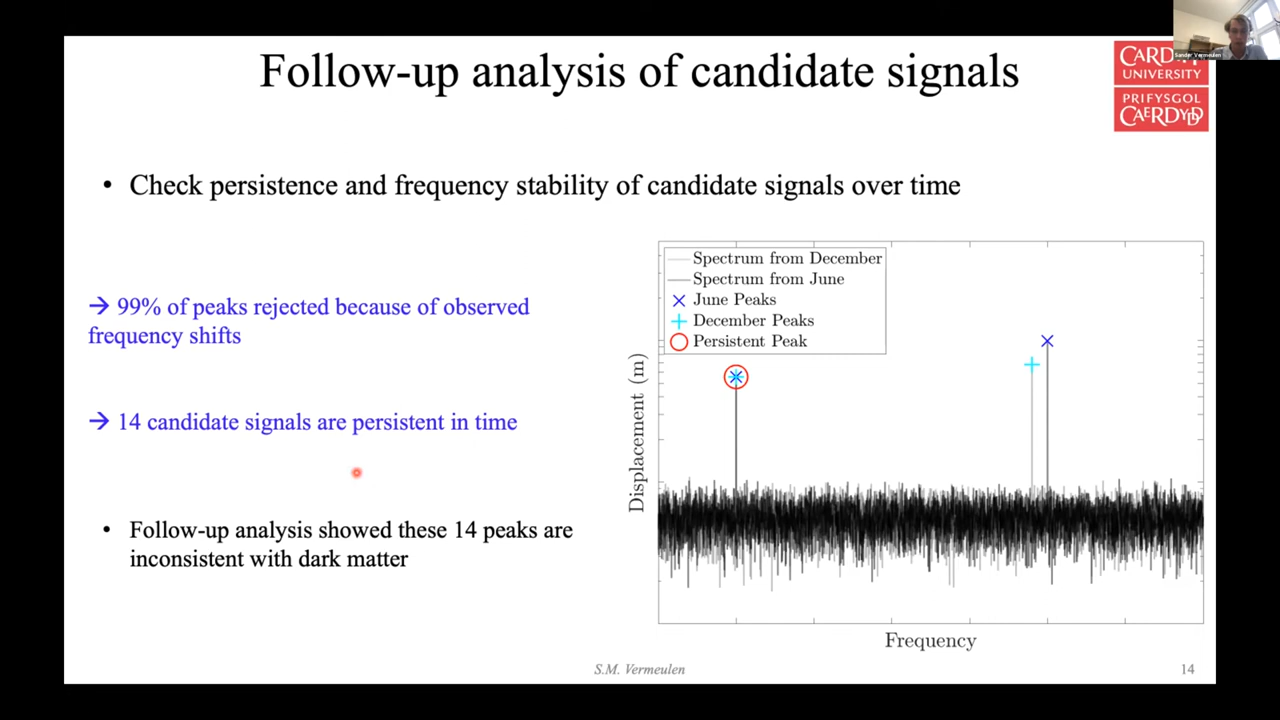 Follow-up analysis of candidate signals
Sander Vermeulen
CARDIFF
UNIVERSITY
PRIFYSGOL
CAERDYDD
• Check persistence and frequency stability of candidate signals over time
→ 99% of peaks rejected because of observed
frequency shifts
→ 14 candidate signals are persistent in time
• Follow-up analysis showed these 14 peaks are
inconsistent with dark matter
Spectrum from December
Spectrum from June
June Peaks
December Peaks
Persistent Peak
Displacement (m)
Frequency
S.M. Vermeulen
14